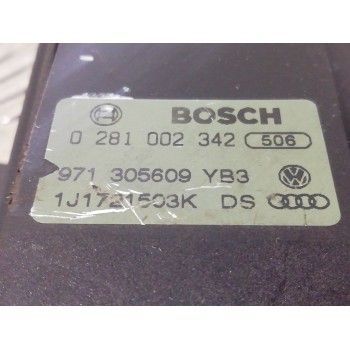 BOSCH
0 281 002 342 506
971 305609 YB3
1J1721503K DS